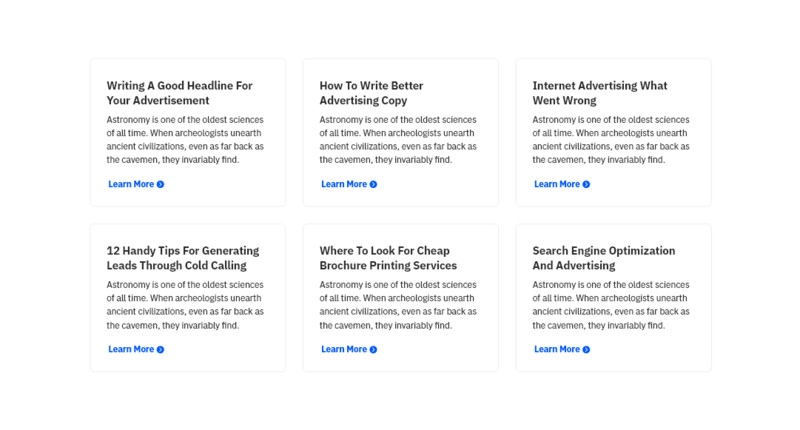 Writing A Good Headline For
Your Advertisement
Astronomy is one of the oldest sciences
of all time. When archeologists unearth
ancient civilizations, even as far back as
the cavemen, they invariably find.
Learn More
How To Write Better
Advertising Copy
Astronomy is one of the oldest sciences
of all time. When archeologists unearth
ancient civilizations, even as far back as
the cavemen, they invariably find.
Learn More
Internet Advertising What
Went Wrong
Astronomy is one of the oldest sciences
of all time. When archeologists unearth
ancient civilizations, even as far back as
the cavemen, they invariably find.
Learn More
12 Handy Tips For Generating
Leads Through Cold Calling
Astronomy is one of the oldest sciences
of all time. When archeologists unearth
ancient civilizations, even as far back as
the cavemen, they invariably find.
Learn More
Where To Look For Cheap
Brochure Printing Services
Astronomy is one of the oldest sciences
of all time. When archeologists unearth
ancient civilizations, even as far back as
the cavemen, they invariably find.
Learn More
Search Engine Optimization
And Advertising
Astronomy is one of the oldest sciences
of all time. When archeologists unearth
ancient civilizations, even as far back as
the cavemen, they invariably find.
Learn More